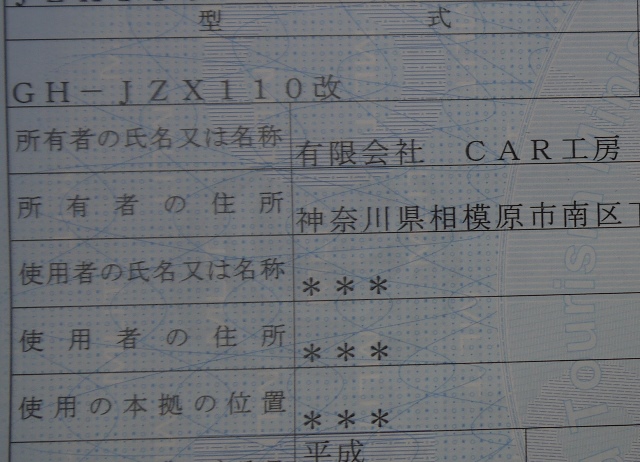 型 式
GH－JZX110改
所有者の氏名又は名称 有限会社 CAR工房
所有者の住所 神奈川県相模原市南区
使用者の氏名又は名称 ＊＊＊
使用者の住所 ＊＊＊
使用の本拠の位置 ＊＊＊
平成